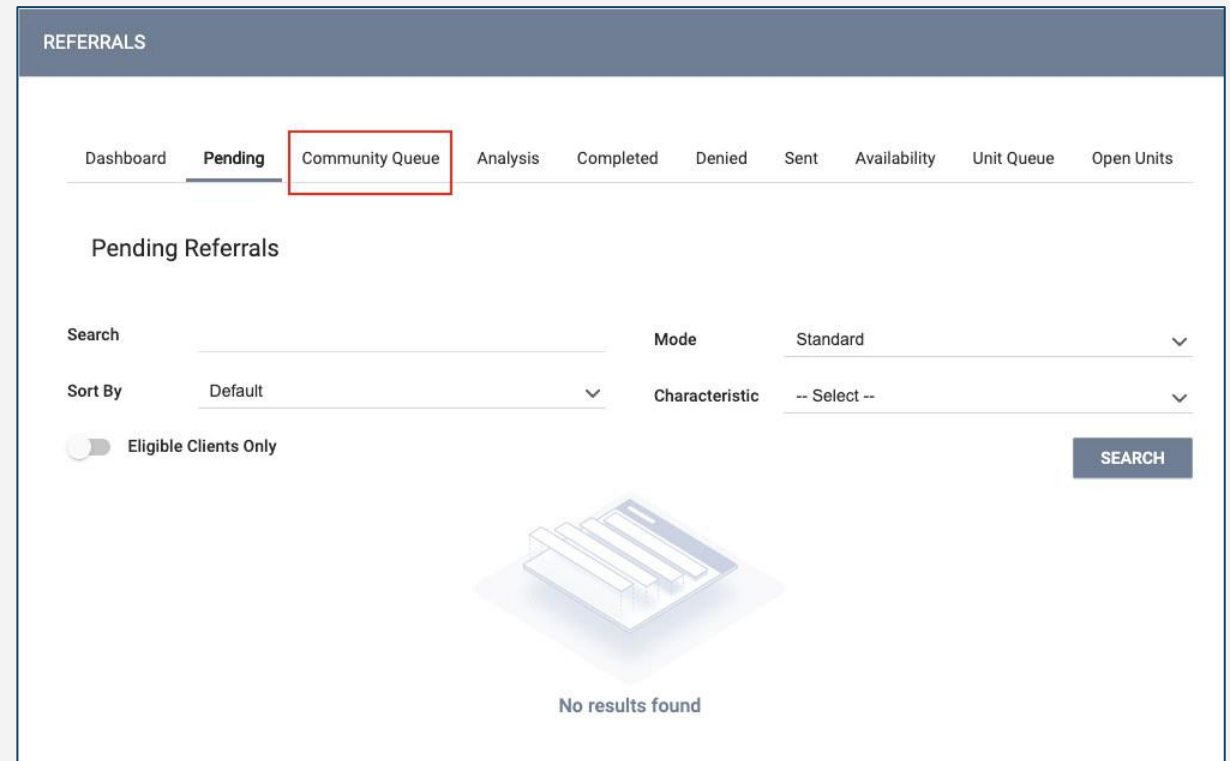 REFERRALS
Dashboard Pending Community Queue Analysis Completed Denied Sent Availability Unit Queue Open Units
Pending Referrals
Search Mode Standard
Sort By Default Characteristic -- Select --
Eligible Clients Only SEARCH
No results found